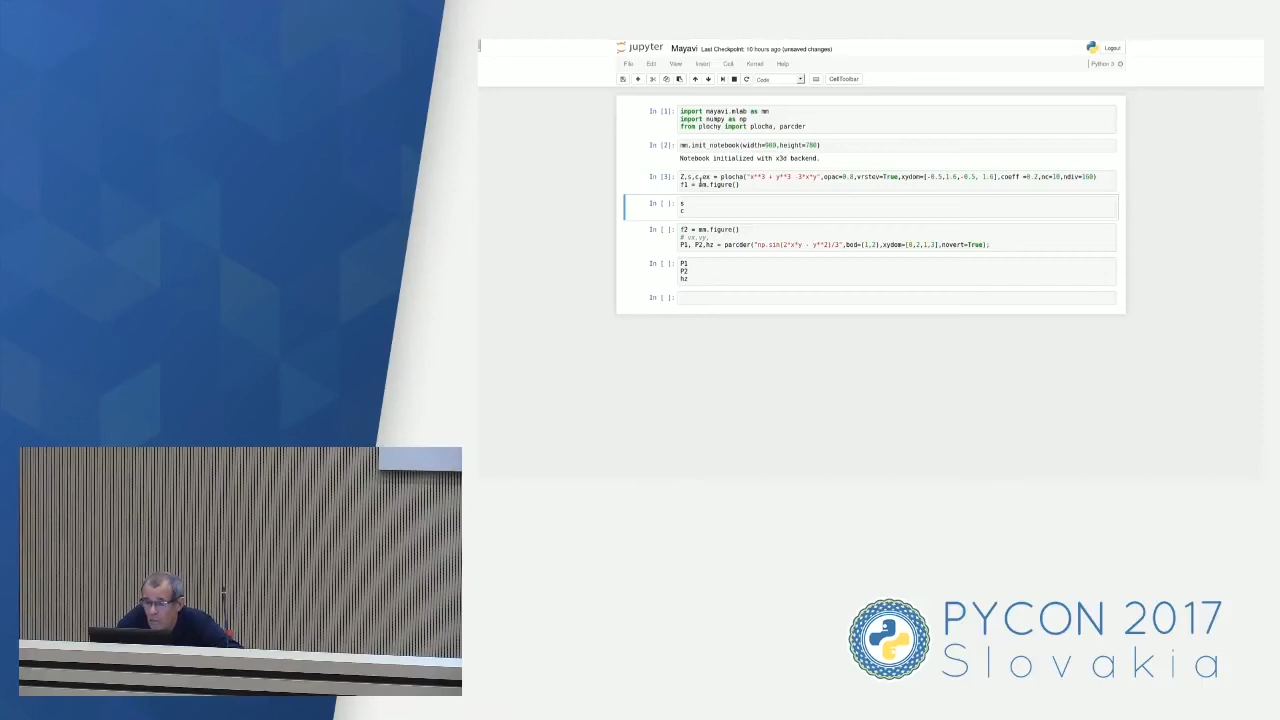 jupyter Mayavi Last Checkpoint: 10 hours ago (unsaved changes)
Logout
File Edit View Insert Cell Kernel Help
Python 3
Code
CellToolbar
In [1]:
import mayavi.mlab as mm
import numpy as np
from plochy import plocha, parcder
In [2]:
mm.init_notebook(width=900,height=700)
Notebook initialized with x3d backend.
In [3]:
Z,s,c,ex = plocha("x**3 + y**3 -3*x*y",opac=0.8,vrstev=True,xydom=[-0.5,1.6,-0.5, 1.6],coeff =0.2,nc=10,ndiv=160)
f1 = mm.figure()
In [ ]:
s
c
In [ ]:
f2 = mm.figure()
# vx,vy,
P1, P2,hz = parcder("np.sin(2*x*y - y**2)/3",bod=(1,2),xydom=[0,2,1,3],novert=True);
In [ ]:
P1
P2
hz
In [ ]:
PYCON 2017
Slovakia